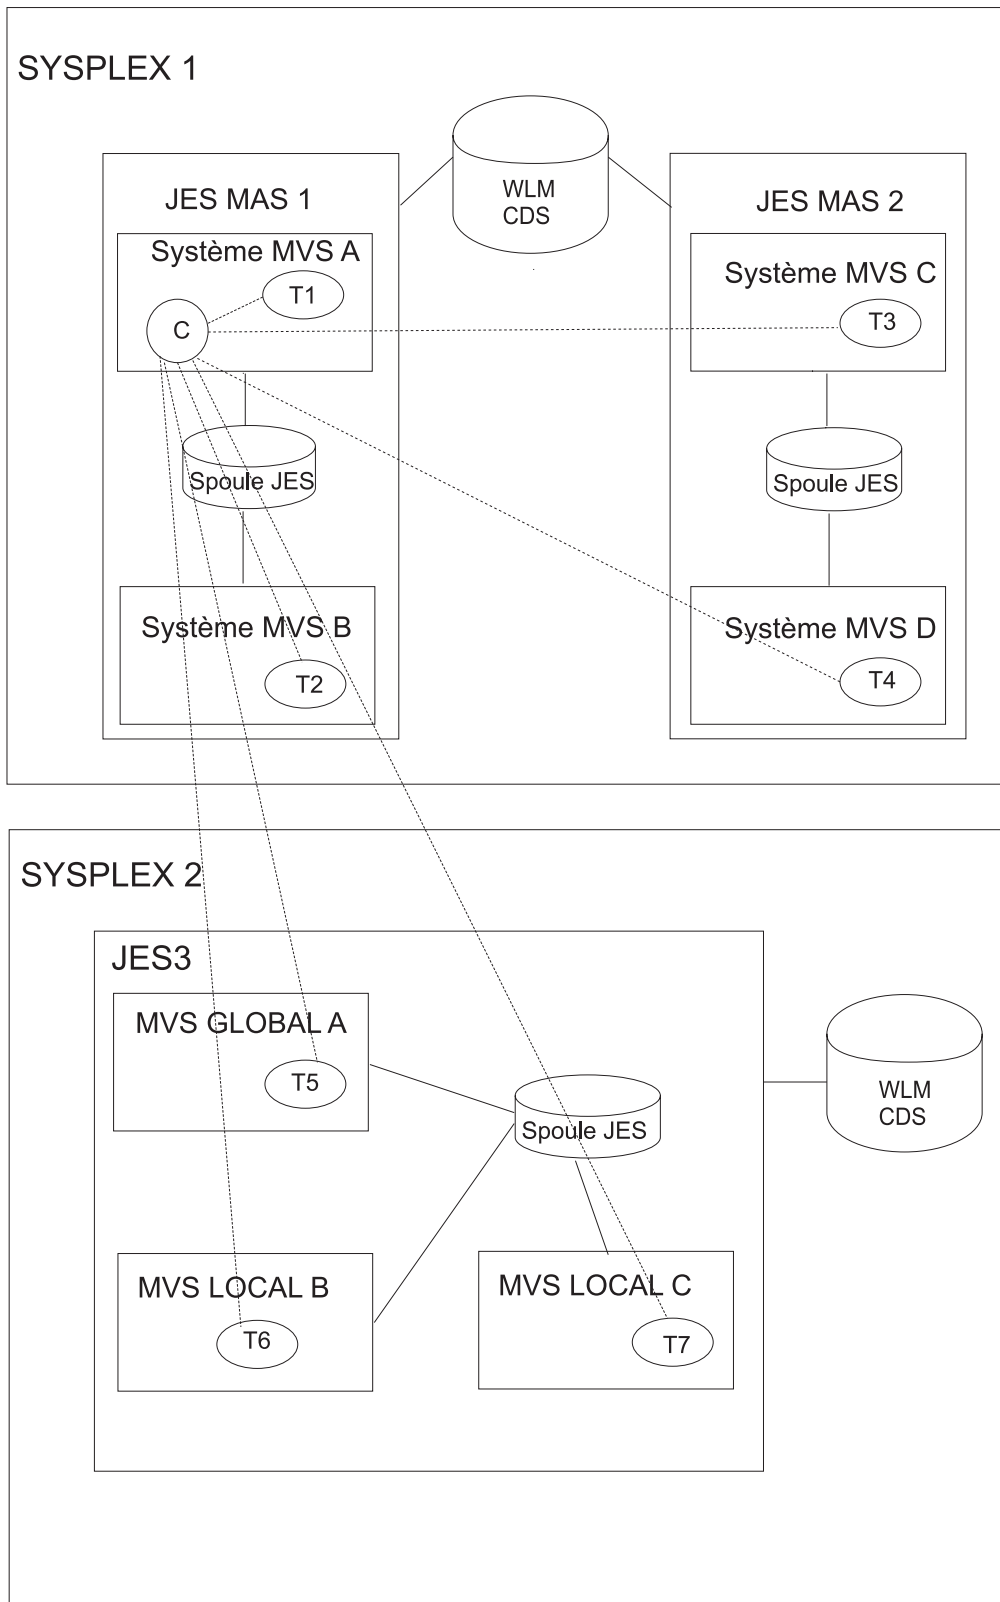 SYSPLEX 1
WLM
CDS
JES MAS 1
Système MVS A
T1
C
Spoule JES
Système MVS B
T2
JES MAS 2
Système MVS C
T3
Spoule JES
Système MVS D
T4
SYSPLEX 2
JES3
MVS GLOBAL A
T5
Spoule JES
WLM
CDS
MVS LOCAL B
T6
MVS LOCAL C
T7